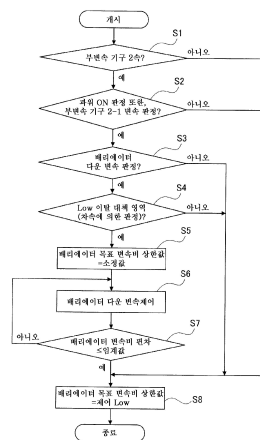 개시
S1
부변속 기구 2속?
아니오
예
S2
파워 ON 판정 또한,
부변속 기구 2-1 변속 판정?
아니오
예
S3
배리에이터
다운 변속 판정?
아니오
예
S4
Low 이탈 대체 영역
(차속에 의한 판정)?
아니오
예
S5
배리에이터 목표 변속비 상한값
=소정값
S6
배리에이터 다운 변속제어
S7
아니오
배리에이터 변속비 편차
≤임계값
예
배리에이터 목표 변속비 상한값
=제어 Low
S8
종료